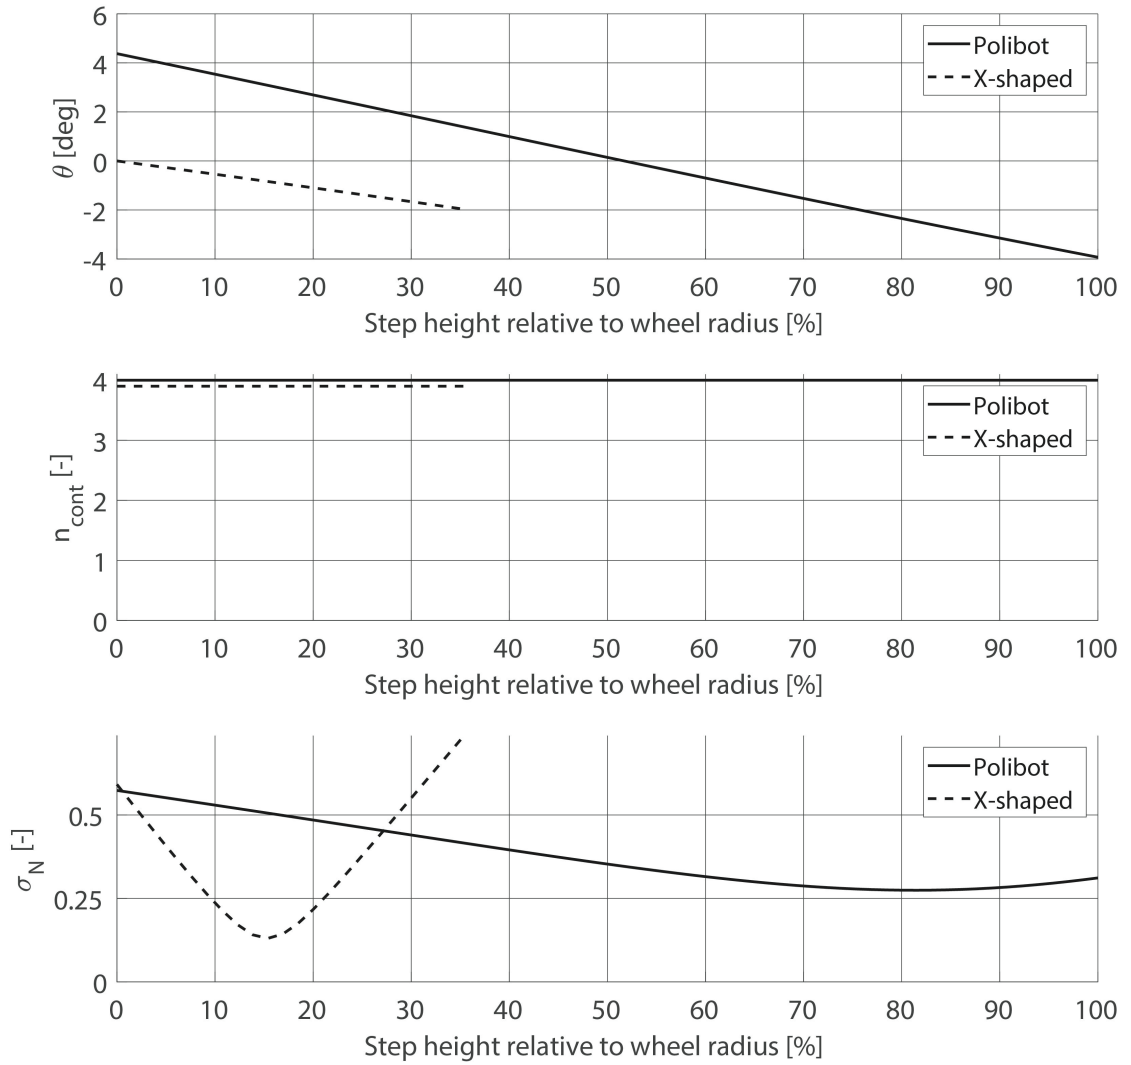 6
4
2
0
-2
-4
θ [deg]
Polibot
X-shaped
0 10 20 30 40 50 60 70 80 90 100
Step height relative to wheel radius [%]
4
3
2
1
0
n_cont [-]
Polibot
X-shaped
0 10 20 30 40 50 60 70 80 90 100
Step height relative to wheel radius [%]
0.5
0.25
0
σ_N [-]
Polibot
X-shaped
0 10 20 30 40 50 60 70 80 90 100
Step height relative to wheel radius [%]